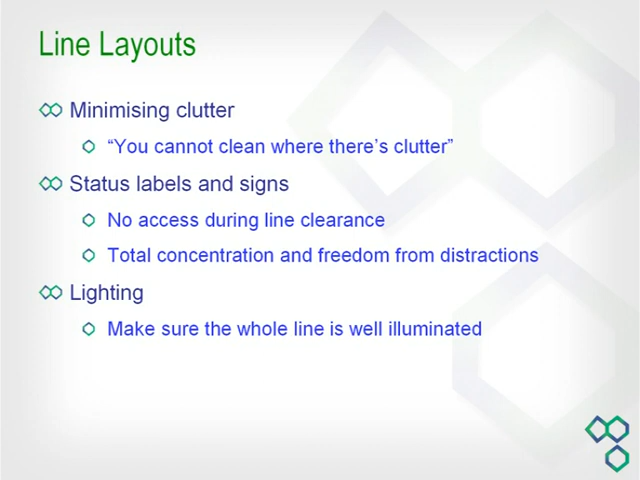 Line Layouts
Minimising clutter
“You cannot clean where there’s clutter”
Status labels and signs
No access during line clearance
Total concentration and freedom from distractions
Lighting
Make sure the whole line is well illuminated